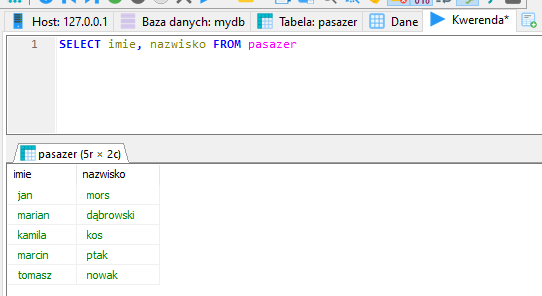 Host: 127.0.0.1 Baza danych: mydb Tabela: pasazer Dane Kwerenda*
1 SELECT imie, nazwisko FROM pasazer
pasazer (5r × 2c)
imie nazwisko
jan mors
marian dąbrowski
kamila kos
marcin ptak
tomasz nowak